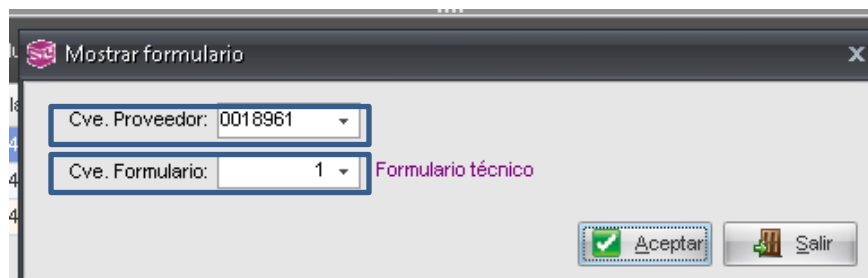 Mostrar formulario
Cve. Proveedor: 0018961
Cve. Formulario: 1 Formulario técnico
Aceptar Salir